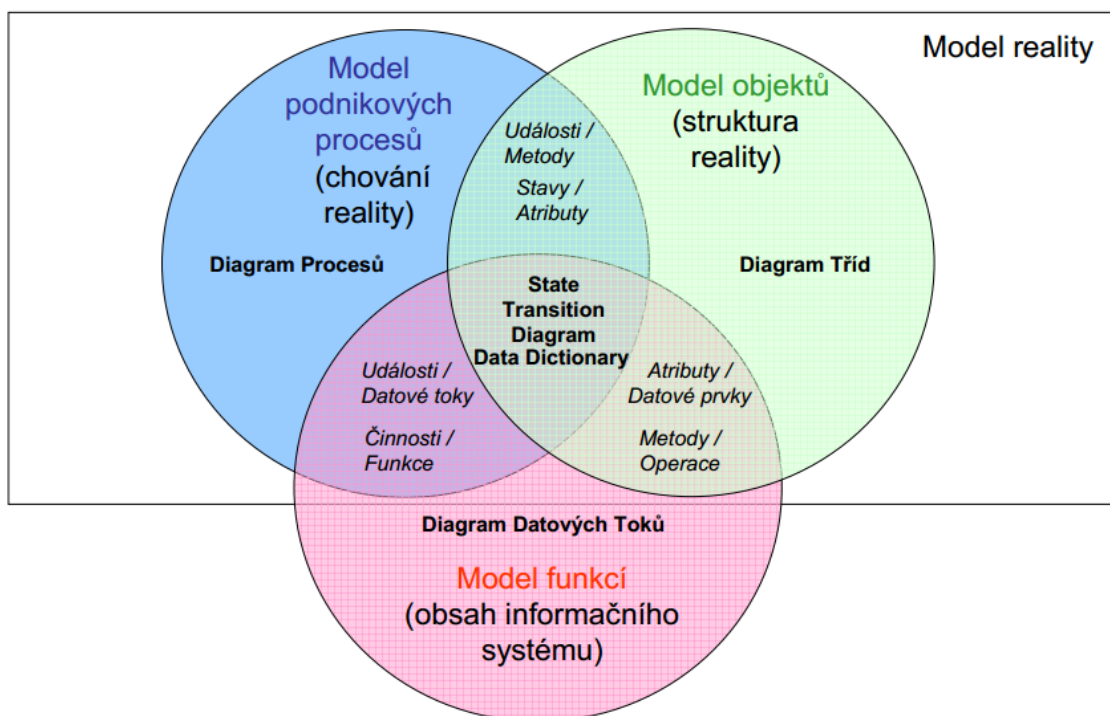 Model reality
Model
podnikových
procesů
(chování
reality)
Model objektů
(struktura
reality)
Události /
Metody
Stavy /
Atributy
Diagram Procesů
Diagram Tříd
State
Transition
Diagram
Data Dictionary
Události /
Datové toky
Činnosti /
Funkce
Atributy /
Datové prvky
Metody /
Operace
Diagram Datových Toků
Model funkcí
(obsah informačního
systému)